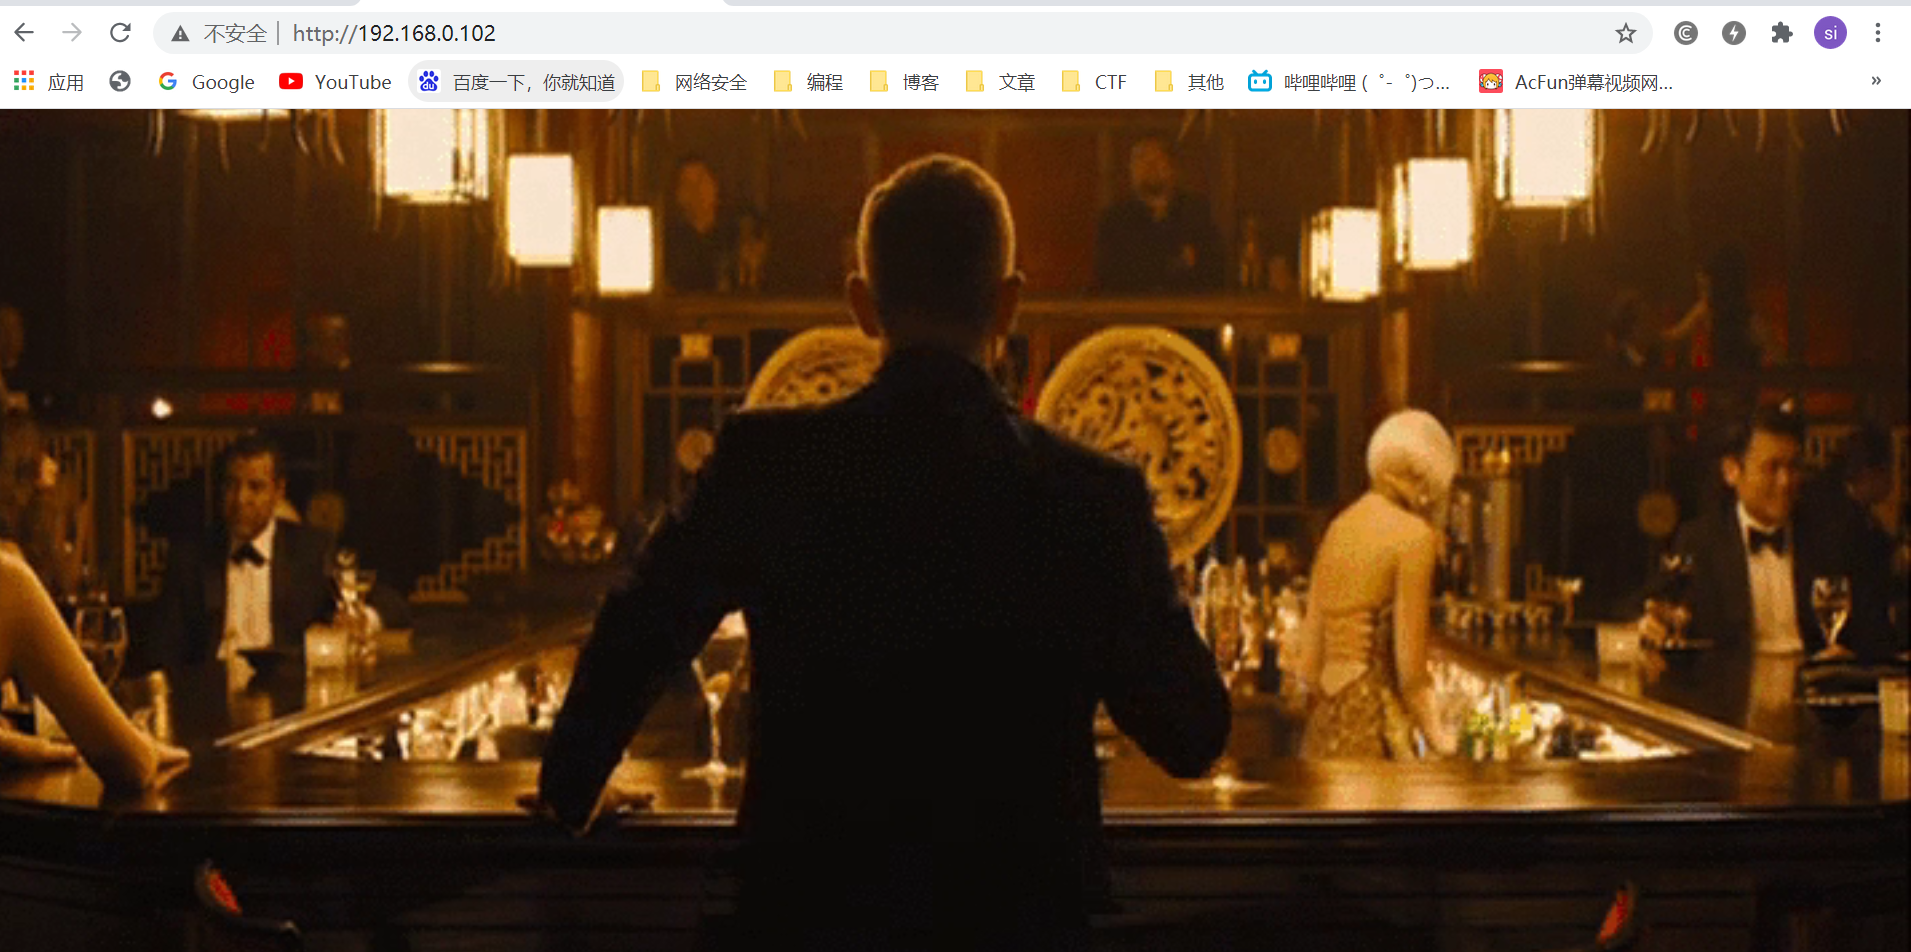 不安全 | http://192.168.0.102
si
应用 Google YouTube 百度一下，你就知道 网络安全 编程 博客 文章 CTF 其他 哔哩哔哩 ( ゜- ゜)つ... AcFun弹幕视频网... »